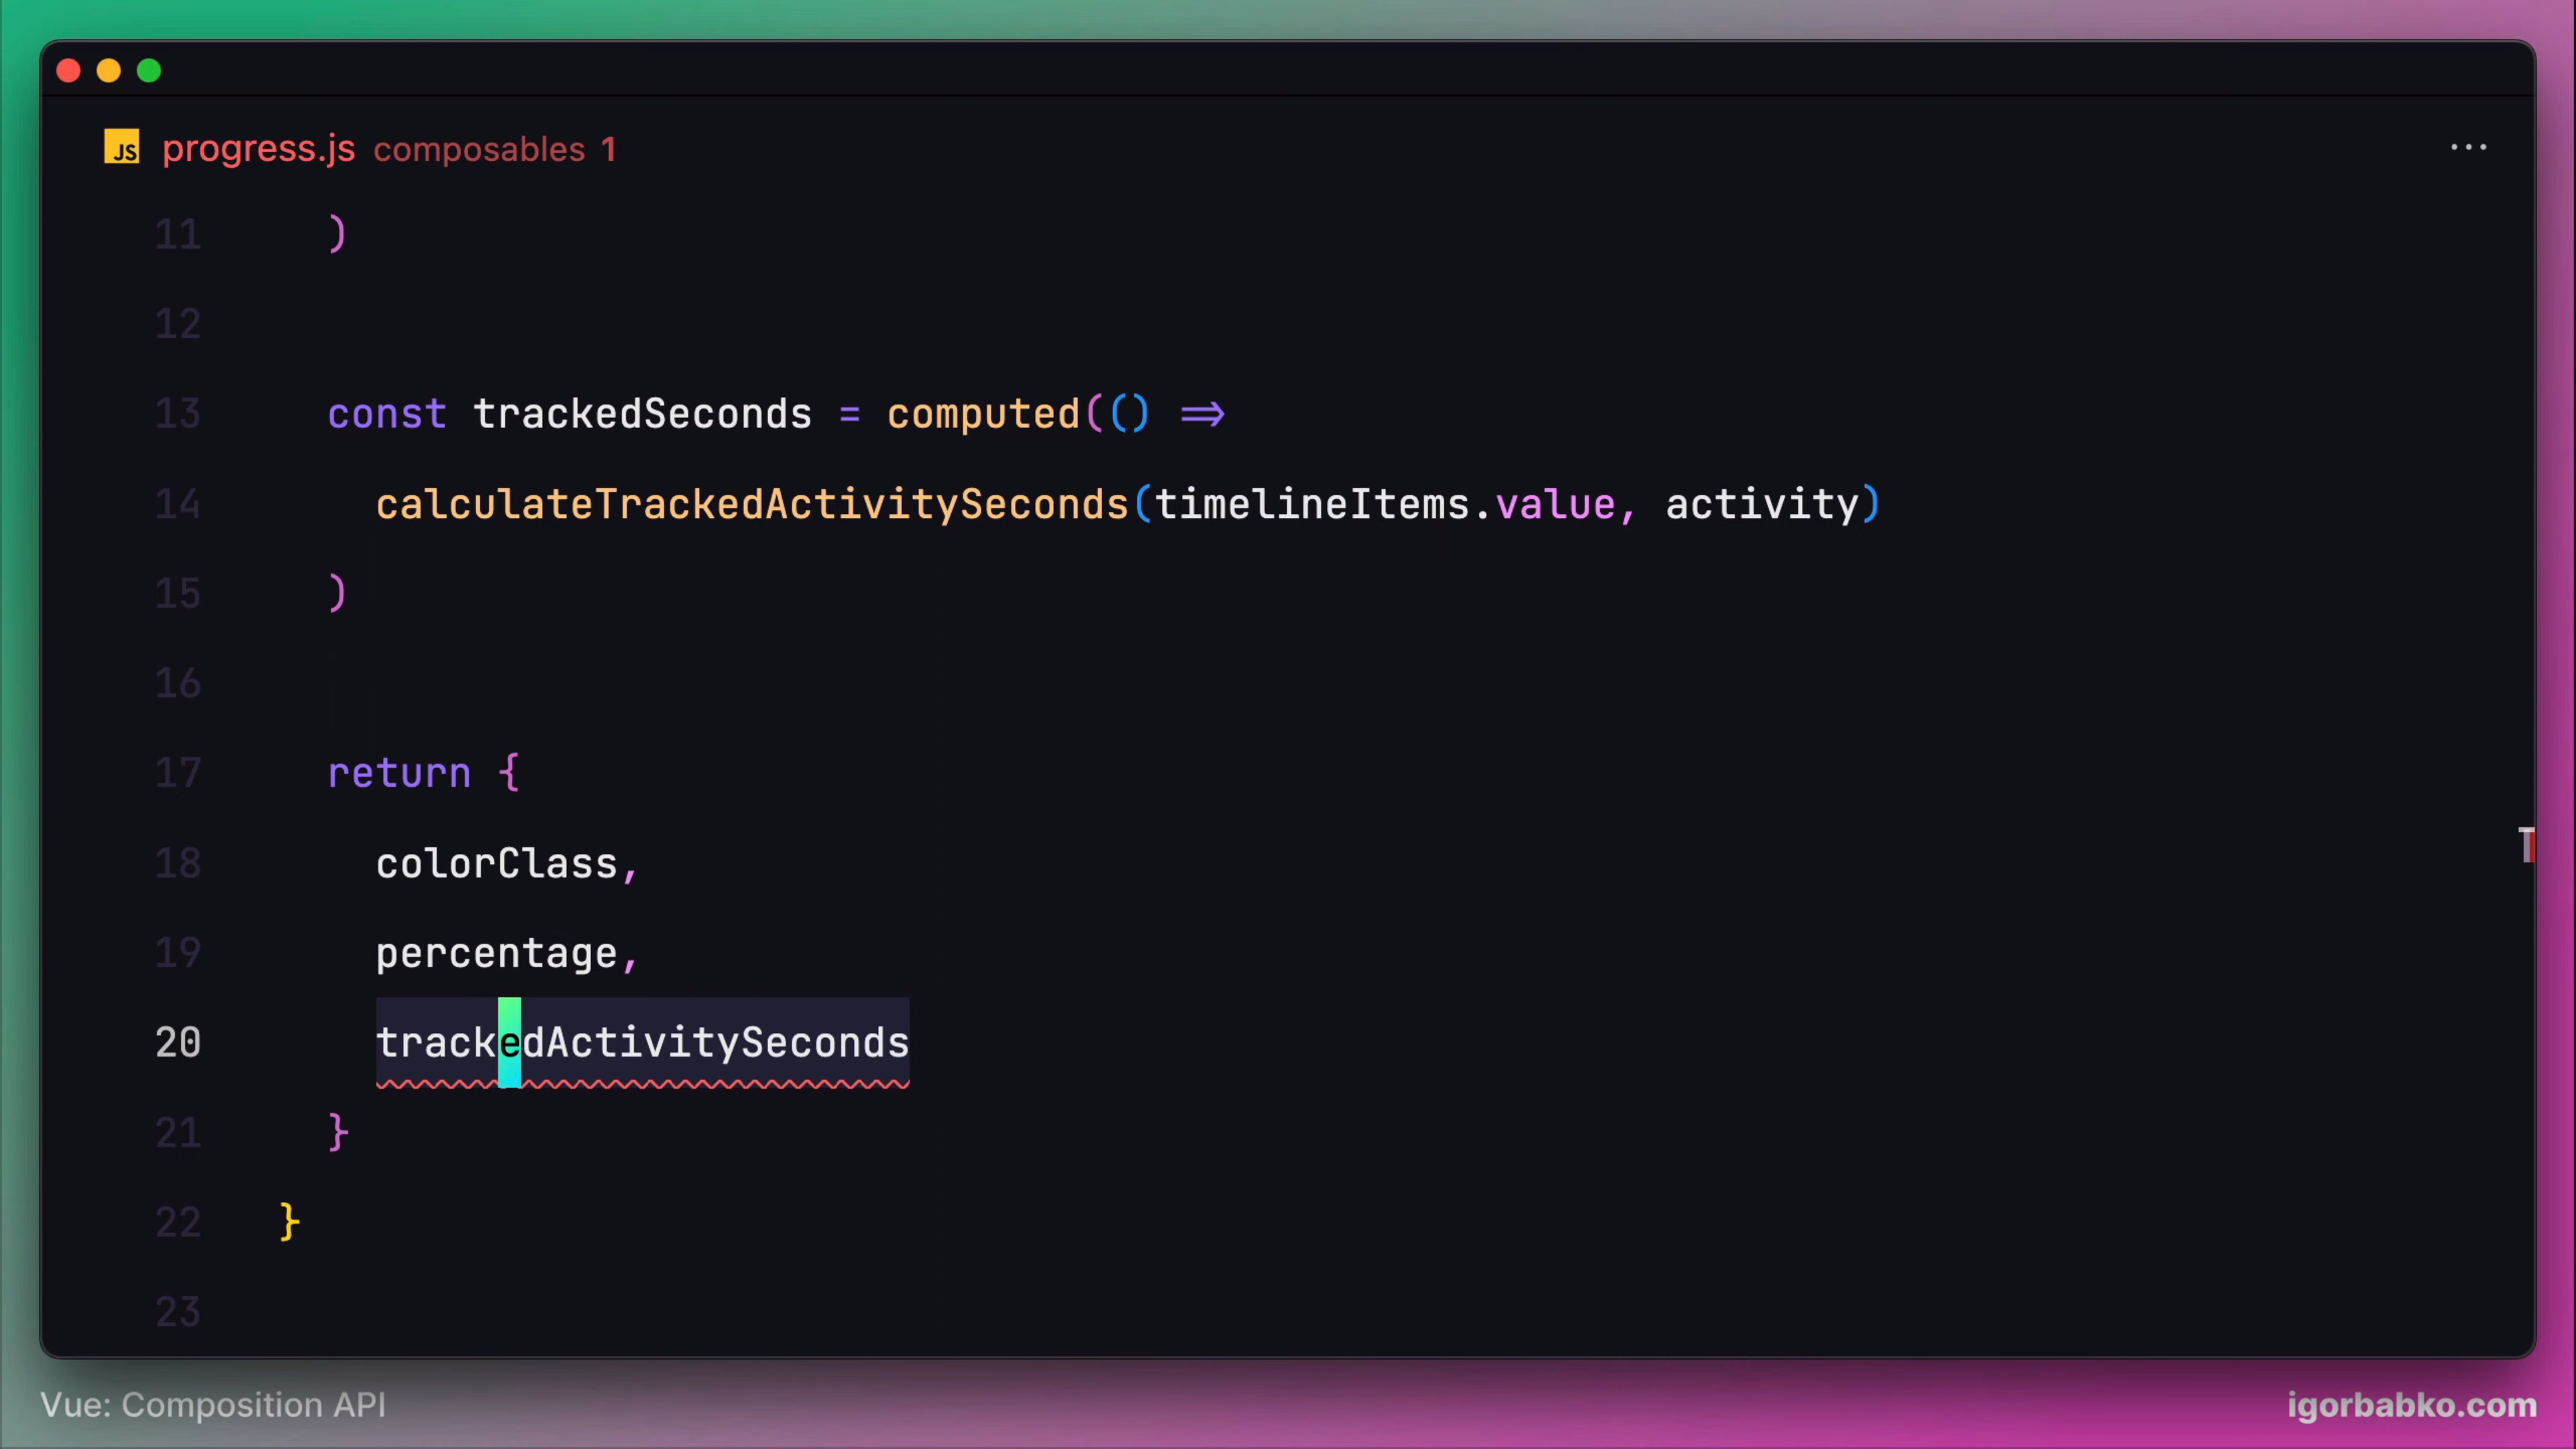 JS progress.js composables 1 ...
11 )
12
13 const trackedSeconds = computed(() =>
14 calculateTrackedActivitySeconds(timelineItems.value, activity)
15 )
16
17 return {
18 colorClass,
19 percentage,
20 trackedActivitySeconds
21 }
22 }
23
Vue: Composition API
igorbabko.com